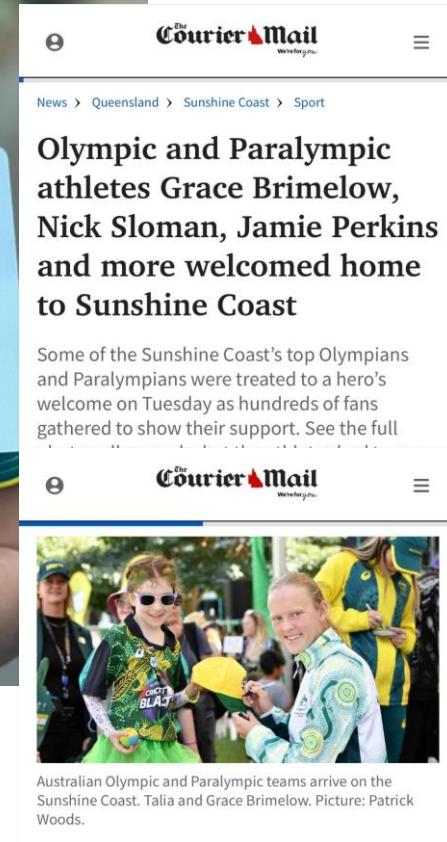 The Courier Mail
We're for you.
News > Queensland > Sunshine Coast > Sport
Olympic and Paralympic
athletes Grace Brimelow,
Nick Sloman, Jamie Perkins
and more welcomed home
to Sunshine Coast
Some of the Sunshine Coast's top Olympians
and Paralympians were treated to a hero's
welcome on Tuesday as hundreds of fans
gathered to show their support. See the full
The Courier Mail
We're for you.
CRICKET
BLAST
Australian Olympic and Paralympic teams arrive on the
Sunshine Coast. Talia and Grace Brimelow. Picture: Patrick
Woods.